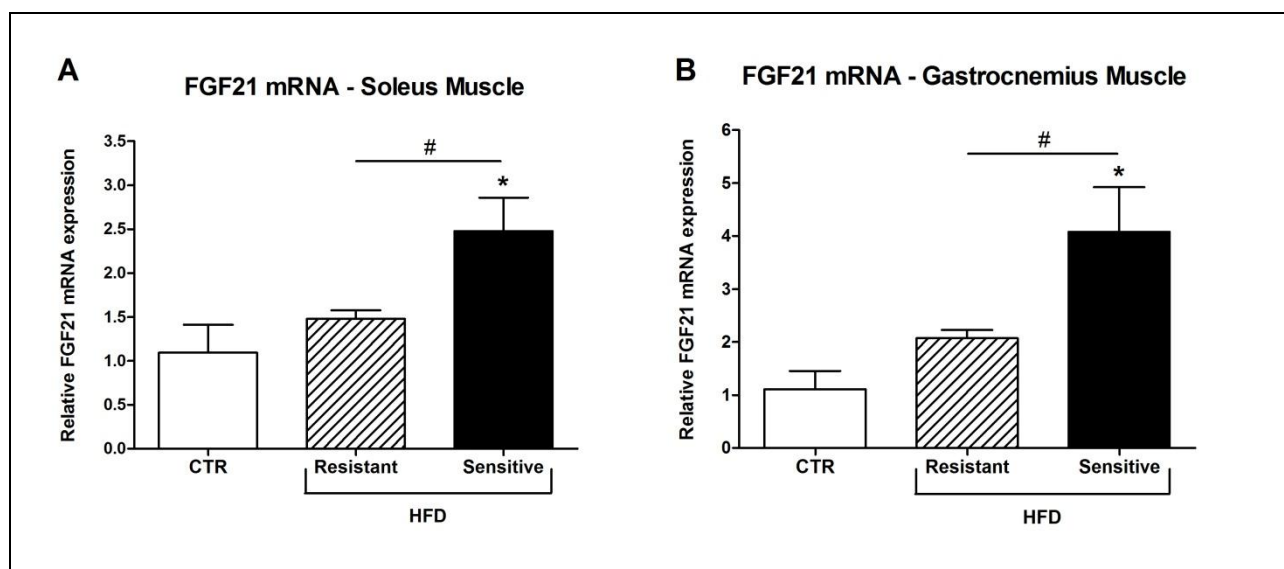 A
FGF21 mRNA - Soleus Muscle
Relative FGF21 mRNA expression
3.5
3.0
2.5
2.0
1.5
1.0
0.5
0.0
#
*
CTR
Resistant
Sensitive
HFD
B
FGF21 mRNA - Gastrocnemius Muscle
Relative FGF21 mRNA expression
6
5
4
3
2
1
0
#
*
CTR
Resistant
Sensitive
HFD